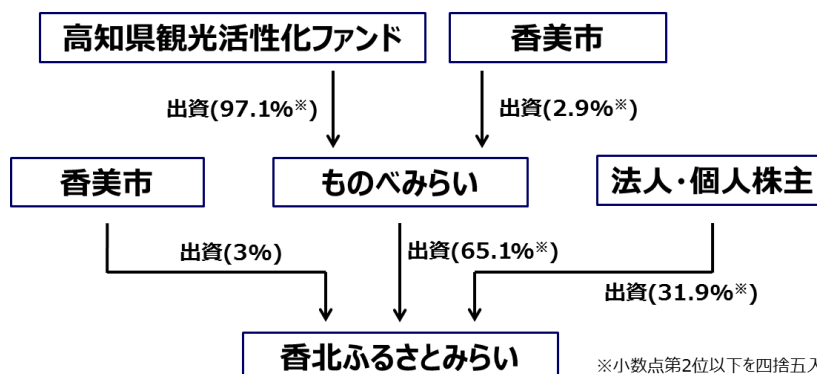 高知県観光活性化ファンド
香美市
出資(97.1%※)
出資(2.9%※)
香美市
ものべみらい
法人・個人株主
出資(3%)
出資(65.1%※)
出資(31.9%※)
香北ふるさとみらい
※小数点第2位以下を四捨五入